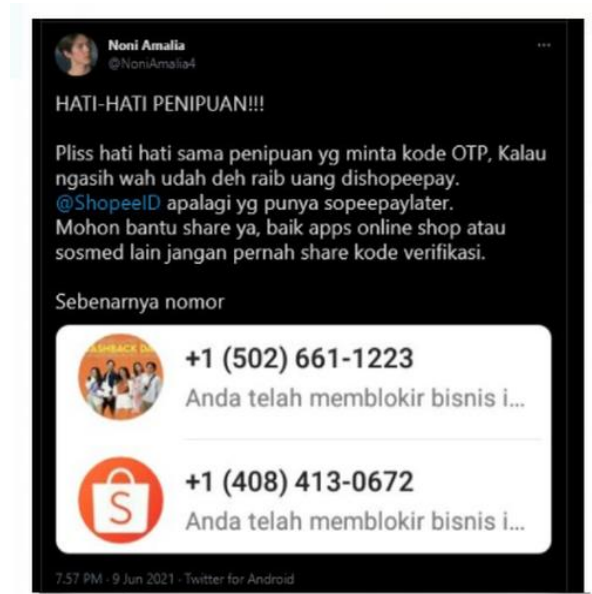 Noni Amalia
@NoniAmalia4
HATI-HATI PENIPUAN!!!
Pliss hati hati sama penipuan yg minta kode OTP, Kalau
ngasih wah udah deh raib uang dishopeepay.
@ShopeeID apalagi yg punya sopeepaylater.
Mohon bantu share ya, baik apps online shop atau
sosmed lain jangan pernah share kode verifikasi.
Sebenarnya nomor
+1 (502) 661-1223
Anda telah memblokir bisnis i...
+1 (408) 413-0672
Anda telah memblokir bisnis i...
7.57 PM · 9 Jun 2021 · Twitter for Android